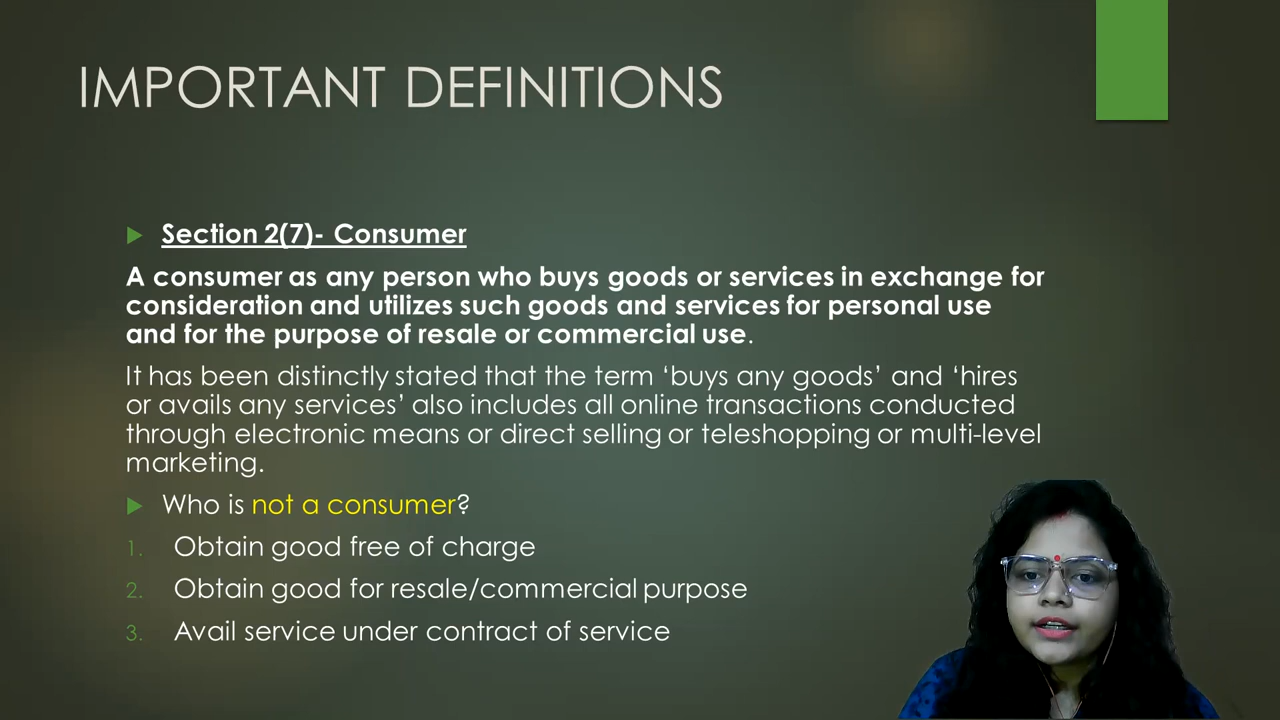 IMPORTANT DEFINITIONS
Section 2(7)- Consumer
A consumer as any person who buys goods or services in exchange for
consideration and utilizes such goods and services for personal use
and for the purpose of resale or commercial use.
It has been distinctly stated that the term ‘buys any goods’ and ‘hires
or avails any services’ also includes all online transactions conducted
through electronic means or direct selling or teleshopping or multi-level
marketing.
Who is not a consumer?
1. Obtain good free of charge
2. Obtain good for resale/commercial purpose
3. Avail service under contract of service